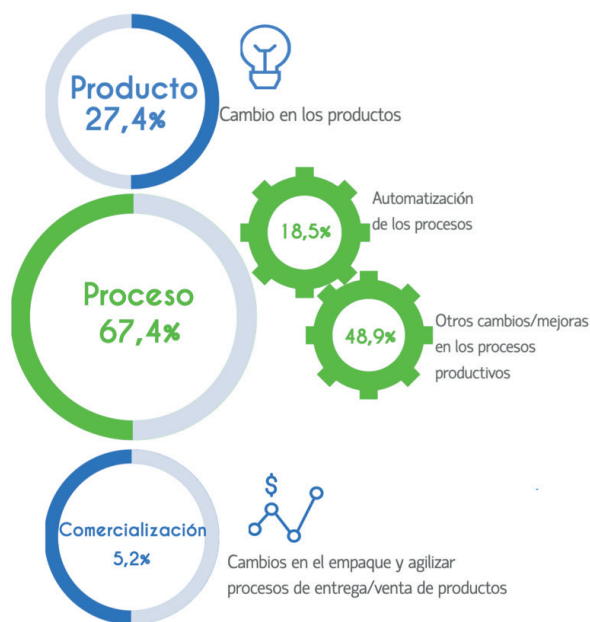 Producto
27,4%
Cambio en los productos
Automatización
de los procesos
18,5%
Proceso
67,4%
Otros cambios/mejoras
en los procesos
productivos
48,9%
$
Comercialización
5,2%
Cambios en el empaque y agilizar
procesos de entrega/venta de productos